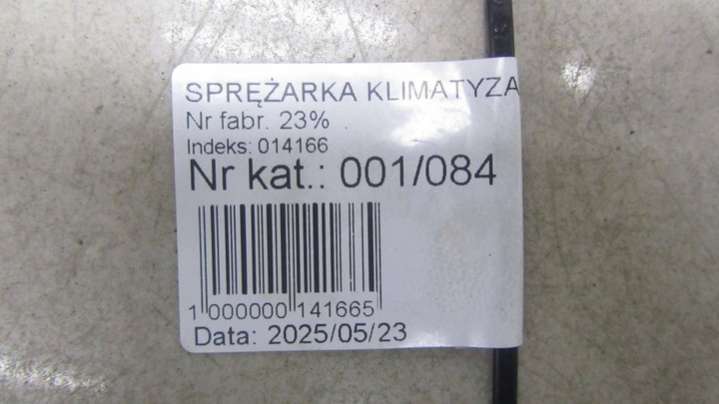 SPRĘŻARKA KLIMATYZA
Nr fabr. 23% .
Indeks: 014166
Nr kat.: 001/084
1 000000 141665
Data: 2025/05/23